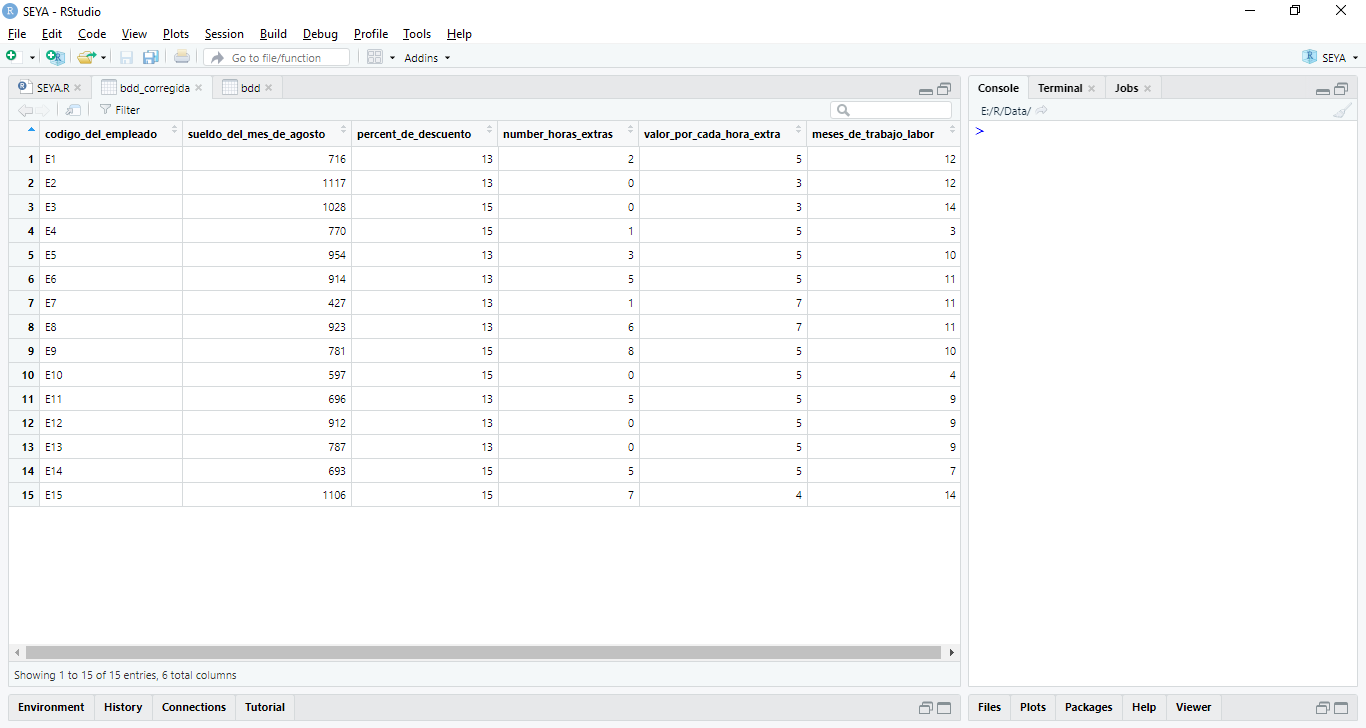 SEYA - RStudio
File Edit Code View Plots Session Build Debug Profile Tools Help
Go to file/function Addins SEYA
SEYA.R bdd_corregida bdd
Filter
codigo_del_empleado sueldo_del_mes_de_agosto percent_de_descuento number_horas_extras valor_por_cada_hora_extra meses_de_trabajo_labor
1 E1 716 13 2 5 12
2 E2 1117 13 0 3 12
3 E3 1028 15 0 3 14
4 E4 770 15 1 5 3
5 E5 954 13 3 5 10
6 E6 914 13 5 5 11
7 E7 427 13 1 7 11
8 E8 923 13 6 7 11
9 E9 781 15 8 5 10
10 E10 597 15 0 5 4
11 E11 696 13 5 5 9
12 E12 912 13 0 5 9
13 E13 787 13 0 5 9
14 E14 693 15 5 5 7
15 E15 1106 15 7 4 14
Showing 1 to 15 of 15 entries, 6 total columns
Environment History Connections Tutorial
Console Terminal Jobs
E:/R/Data/
>
Files Plots Packages Help Viewer